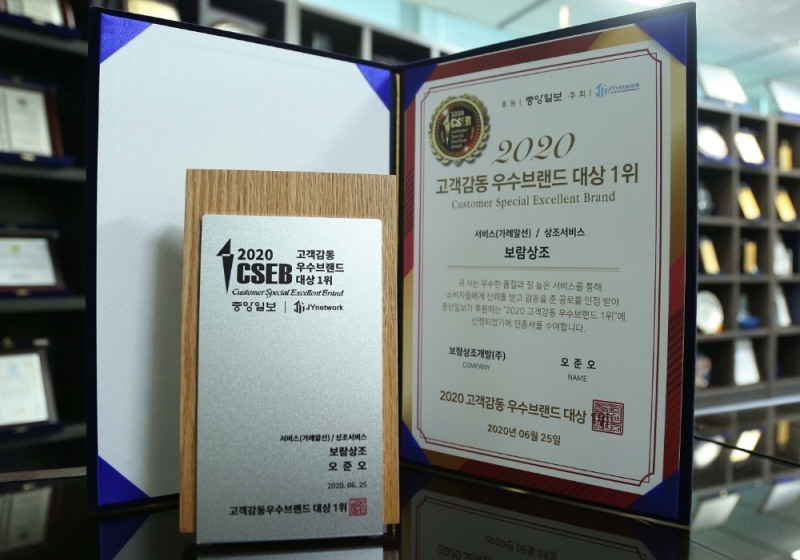 2020
CSEB
고객감동
우수브랜드
대상 1위
Customer Special Excellent Brand
중앙일보 | JYnetwork
서비스(가례알선) / 상조서비스
보람상조
오 준 오
2020. 06. 25
고객감동우수브랜드 대상 1위
후원 | 중앙일보 주최 | JYnetwork
2020
CSEB
Customer
Special
Excellent
Brand
2020
고객감동 우수브랜드 대상 1위
Customer Special Excellent Brand
서비스(가례알선) / 상조서비스
보람상조
귀 사는 우수한 품질과 질 높은 서비스를 통해
소비자들에게 신뢰를 받고 감동을 준 공로를 인정 받아
중앙일보가 후원하는 "2020 고객감동 우수브랜드 1위"에
선정되었기에 인증서를 수여합니다.
보람상조개발(주) 오 준 오
COMPANY NAME
2020 고객감동 우수브랜드 대상
2020년 06월 25일